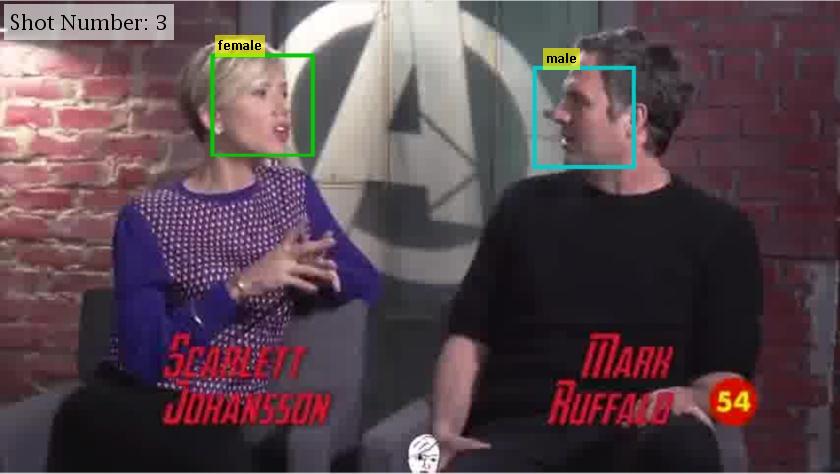 Shot Number: 3
female
male
SCARLETT
JOHANSSON
MARK
RUFFALO
54